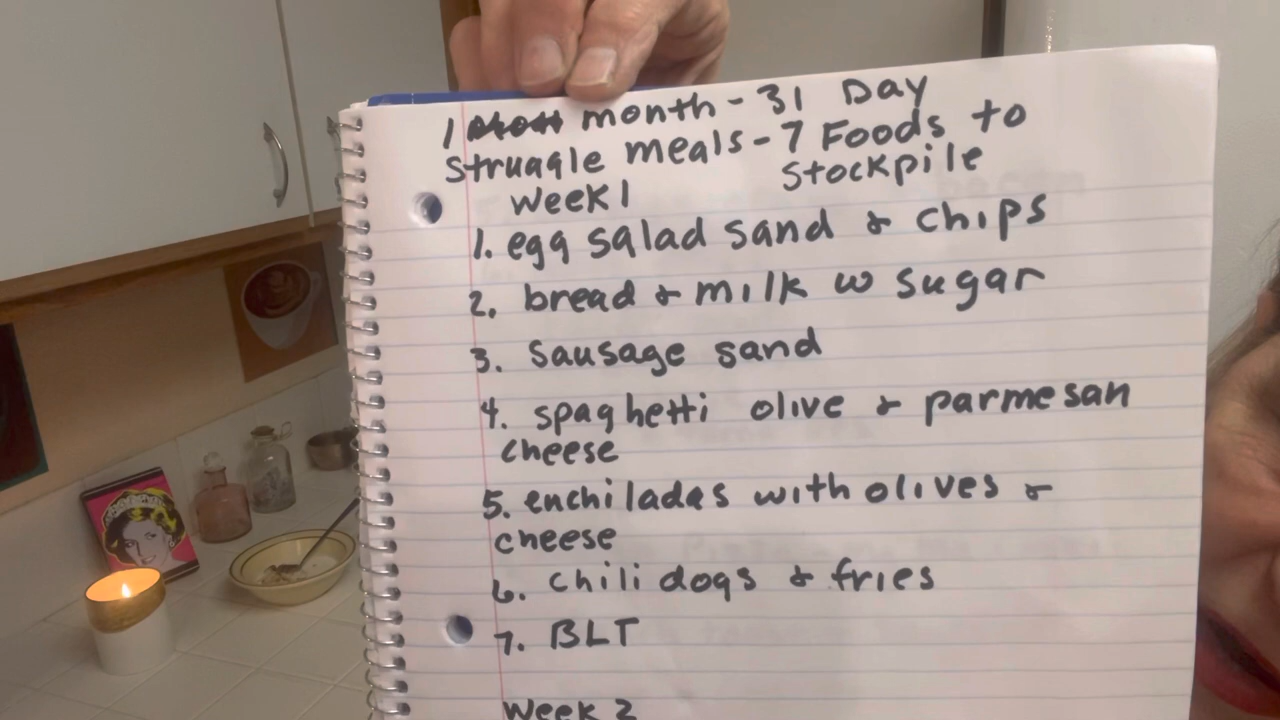 1 month - 31 Day
struggle meals - 7 Foods to
stockpile
Week 1
1. egg salad sand & chips
2. bread & milk w sugar
3. sausage sand
4. spaghetti olive & parmesan
cheese
5. enchiladas with olives &
cheese
6. chili dogs & fries
7. BLT
Week 2